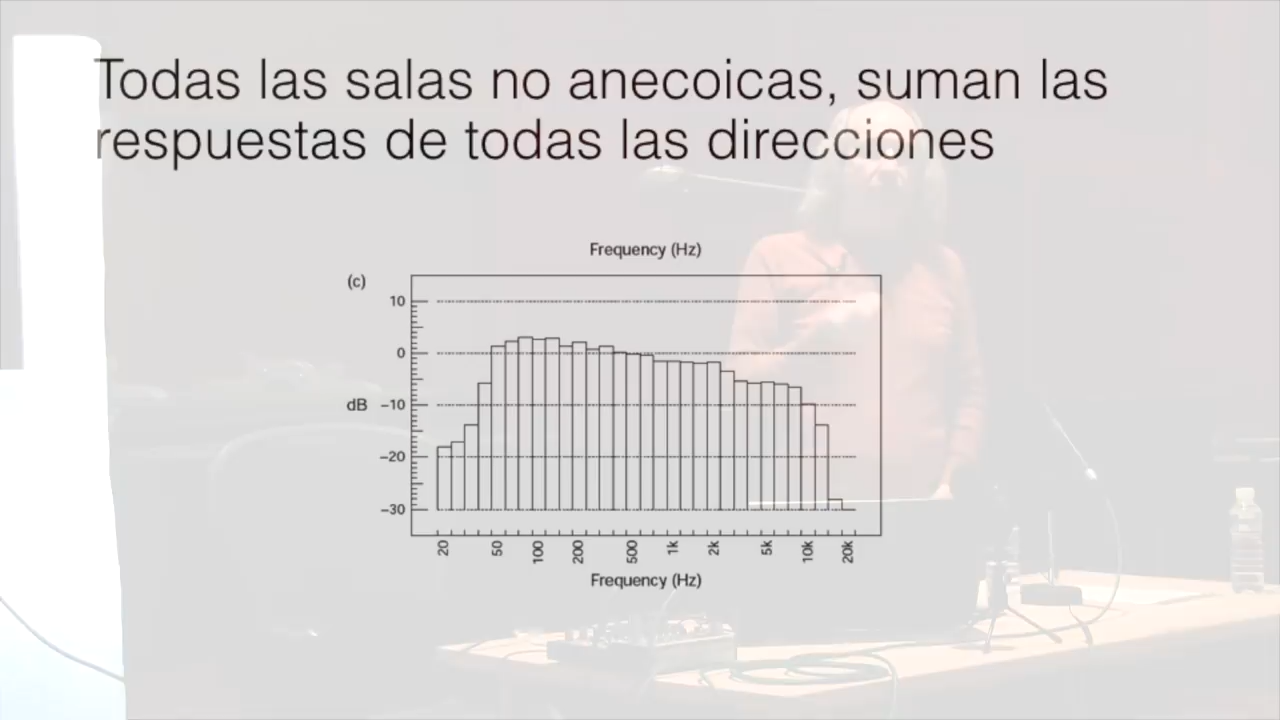 Todas las salas no anecoicas, suman las
respuestas de todas las direcciones
Frequency (Hz)
(c)
10
0
dB -10
-20
-30
20 50 100 200 500 1k 2k 5k 10k 20k
Frequency (Hz)